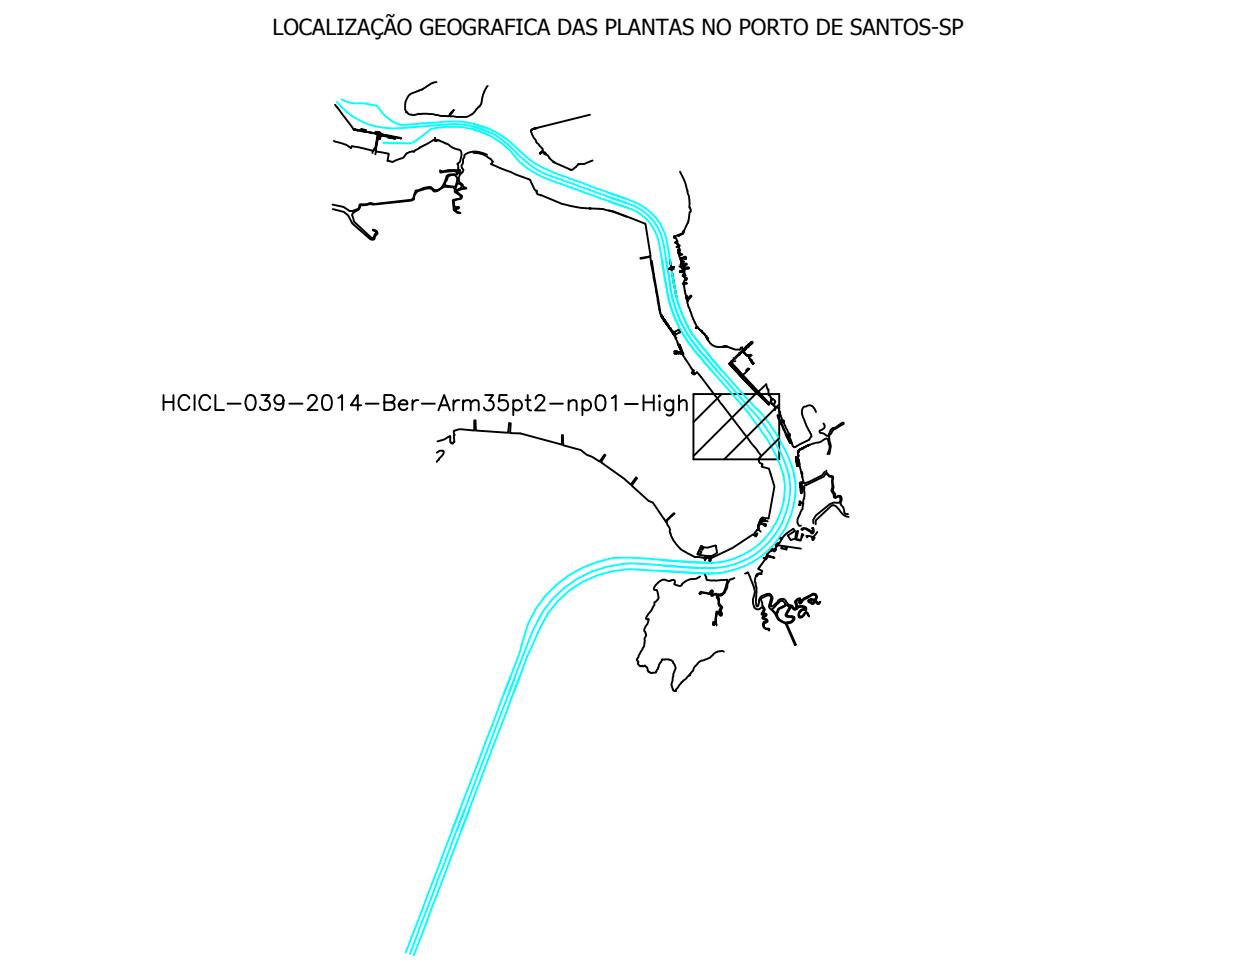 LOCALIZAÇÃO GEOGRAFICA DAS PLANTAS NO PORTO DE SANTOS-SP
HCICL-039-2014-Ber-Arm35pt2-np01-High